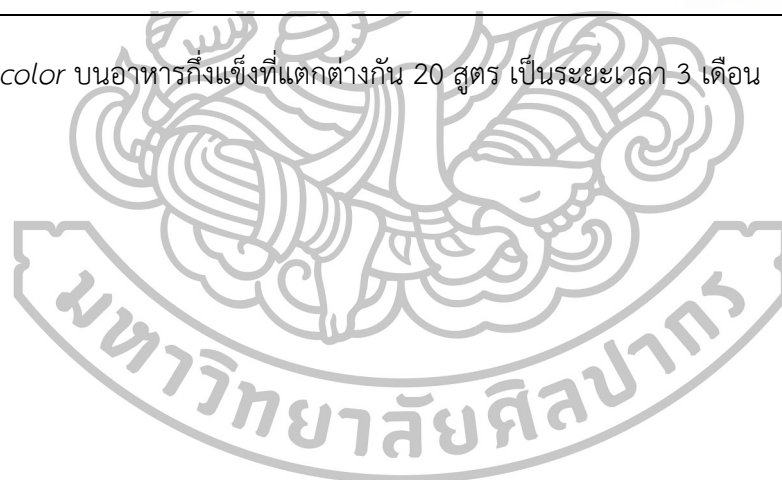 color บนอาหารกึ่งแข็งที่แตกต่างกัน 20 สูตร เป็นระยะเวลา 3 เดือน
มหาวิทยาลัยศิลปากร